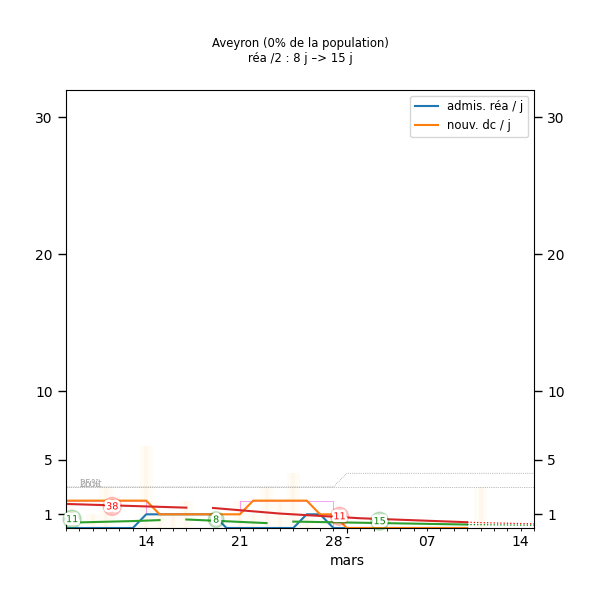 Aveyron (0% de la population)
réa /2 : 8 j –> 15 j
admis. réa / j
nouv. dc / j
30 30
20 20
10 10
5 5
38
11 8 11 15
1 1
14 21 28 07 14
mars